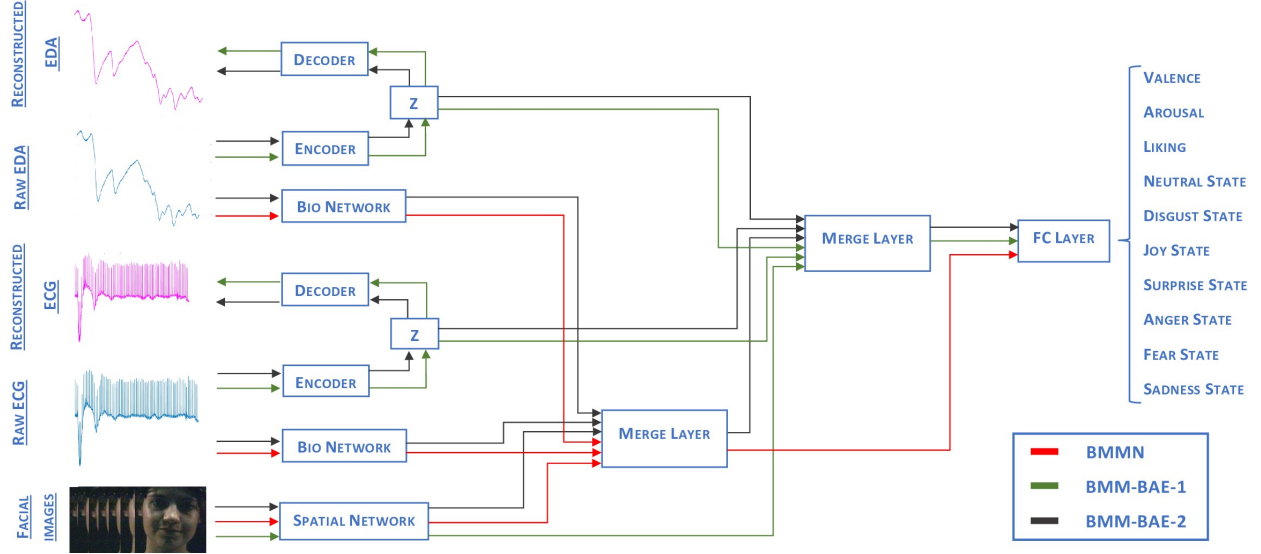 RECONSTRUCTED
EDA
DECODER
Z
ENCODER
RAW EDA
BIO NETWORK
RECONSTRUCTED
ECG
DECODER
Z
ENCODER
RAW ECG
BIO NETWORK
FACIAL
IMAGES
SPATIAL NETWORK
MERGE LAYER
MERGE LAYER
FC LAYER
VALENCE
AROUSAL
LIKING
NEUTRAL STATE
DISGUST STATE
JOY STATE
SURPRISE STATE
ANGER STATE
FEAR STATE
SADNESS STATE
BMMN
BMM-BAE-1
BMM-BAE-2